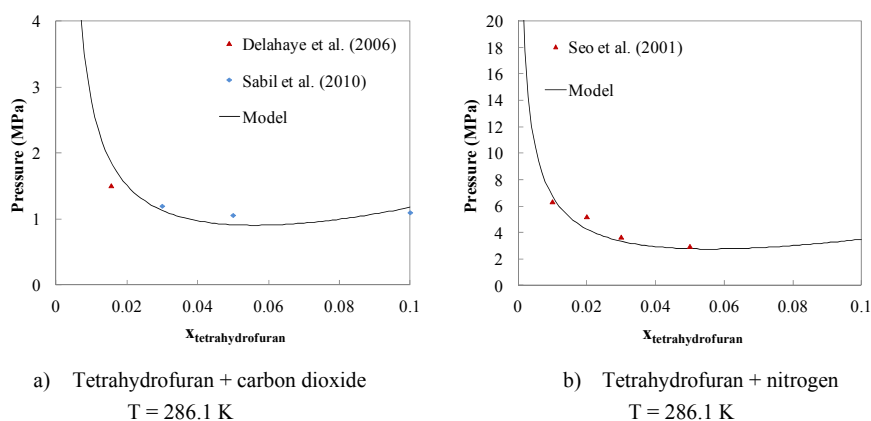 4
3
2
1
0
Pressure (MPa)
Delahaye et al. (2006)
Sabil et al. (2010)
Model
0 0.02 0.04 0.06 0.08 0.1
xtetrahydrofuran
a) Tetrahydrofuran + carbon dioxide
T = 286.1 K
20
18
16
14
12
10
8
6
4
2
0
Pressure (MPa)
Seo et al. (2001)
Model
0 0.02 0.04 0.06 0.08 0.1
xtetrahydrofuran
b) Tetrahydrofuran + nitrogen
T = 286.1 K